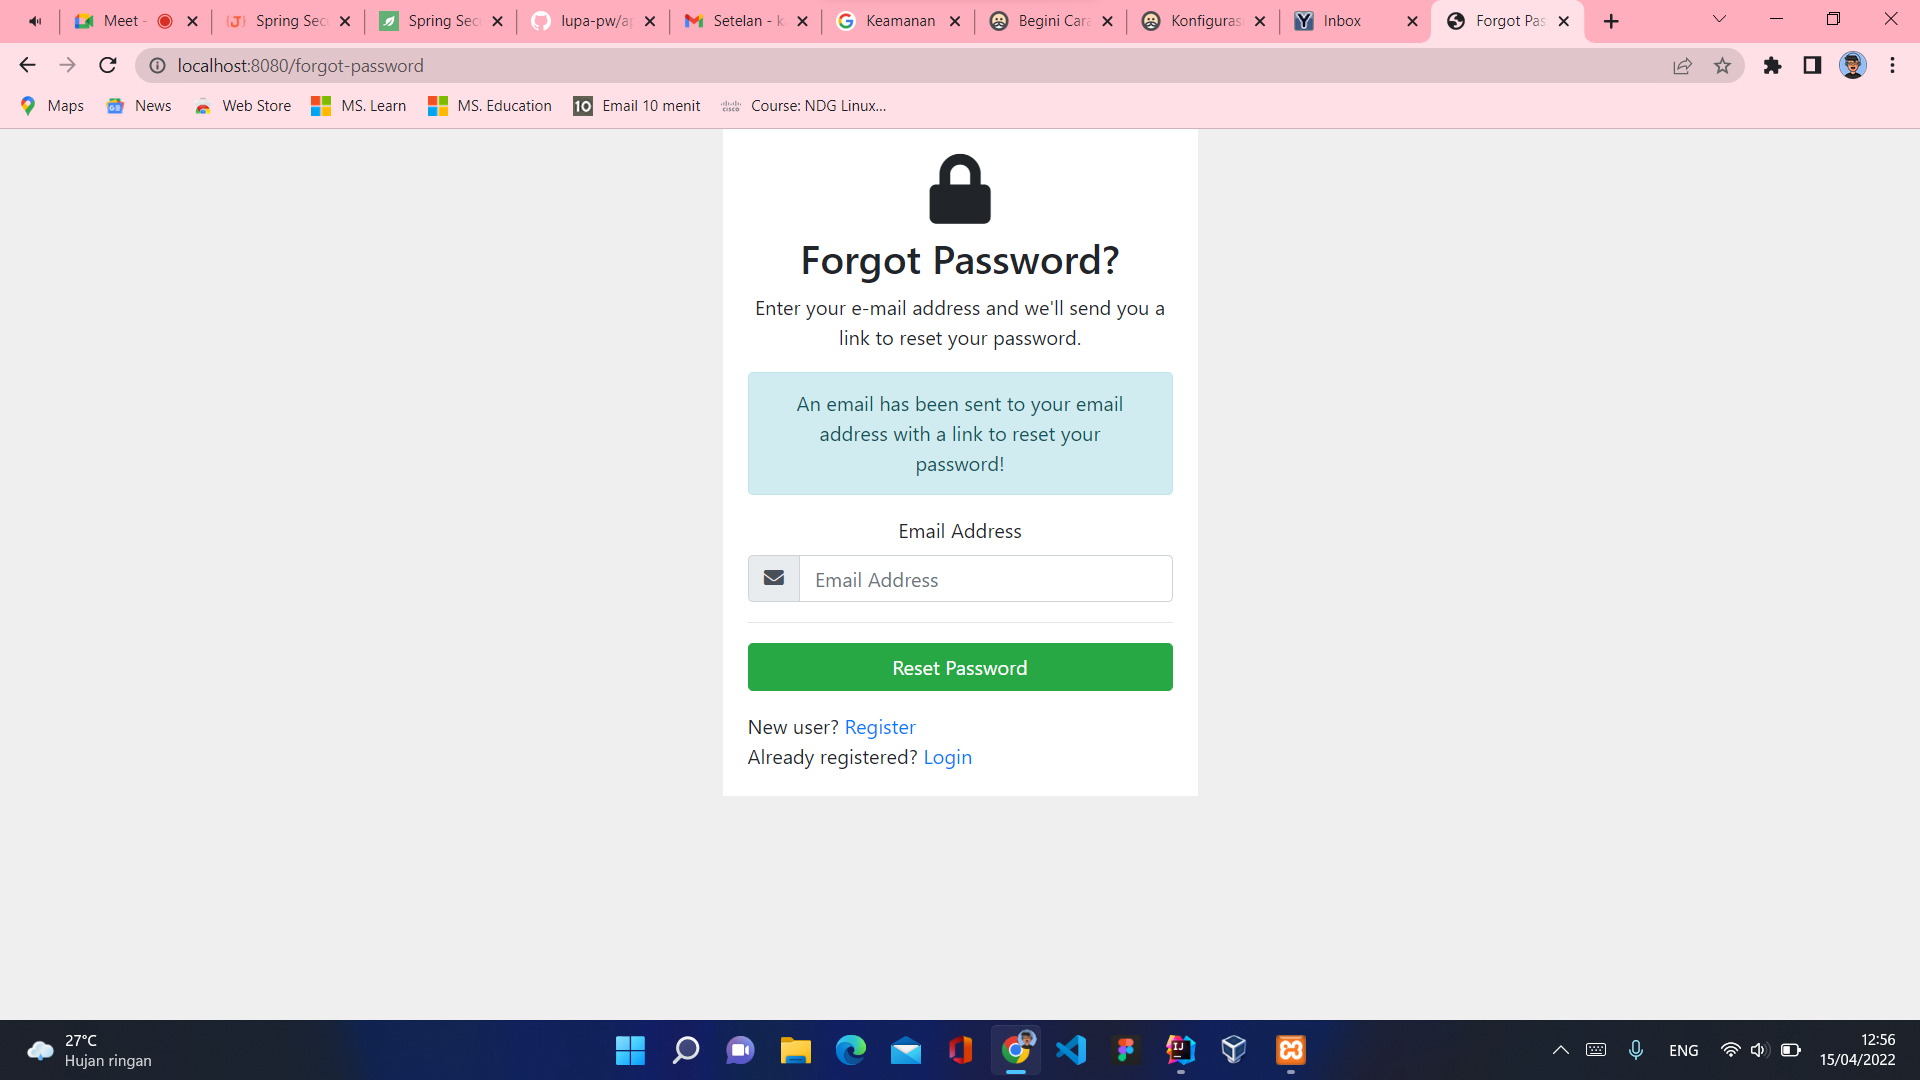 Meet -
Spring Sec
Spring Sec
lupa-pw/ap
Setelan - k
Keamanan
Begini Cara
Konfiguras
Inbox
Forgot Pas
localhost:8080/forgot-password
Maps
News
Web Store
MS. Learn
MS. Education
10
Email 10 menit
CISCO
Course: NDG Linux...
Forgot Password?
Enter your e-mail address and we'll send you a
link to reset your password.
An email has been sent to your email
address with a link to reset your
password!
Email Address
Email Address
Reset Password
New user? Register
Already registered? Login
27°C
Hujan ringan
ENG
12:56
15/04/2022